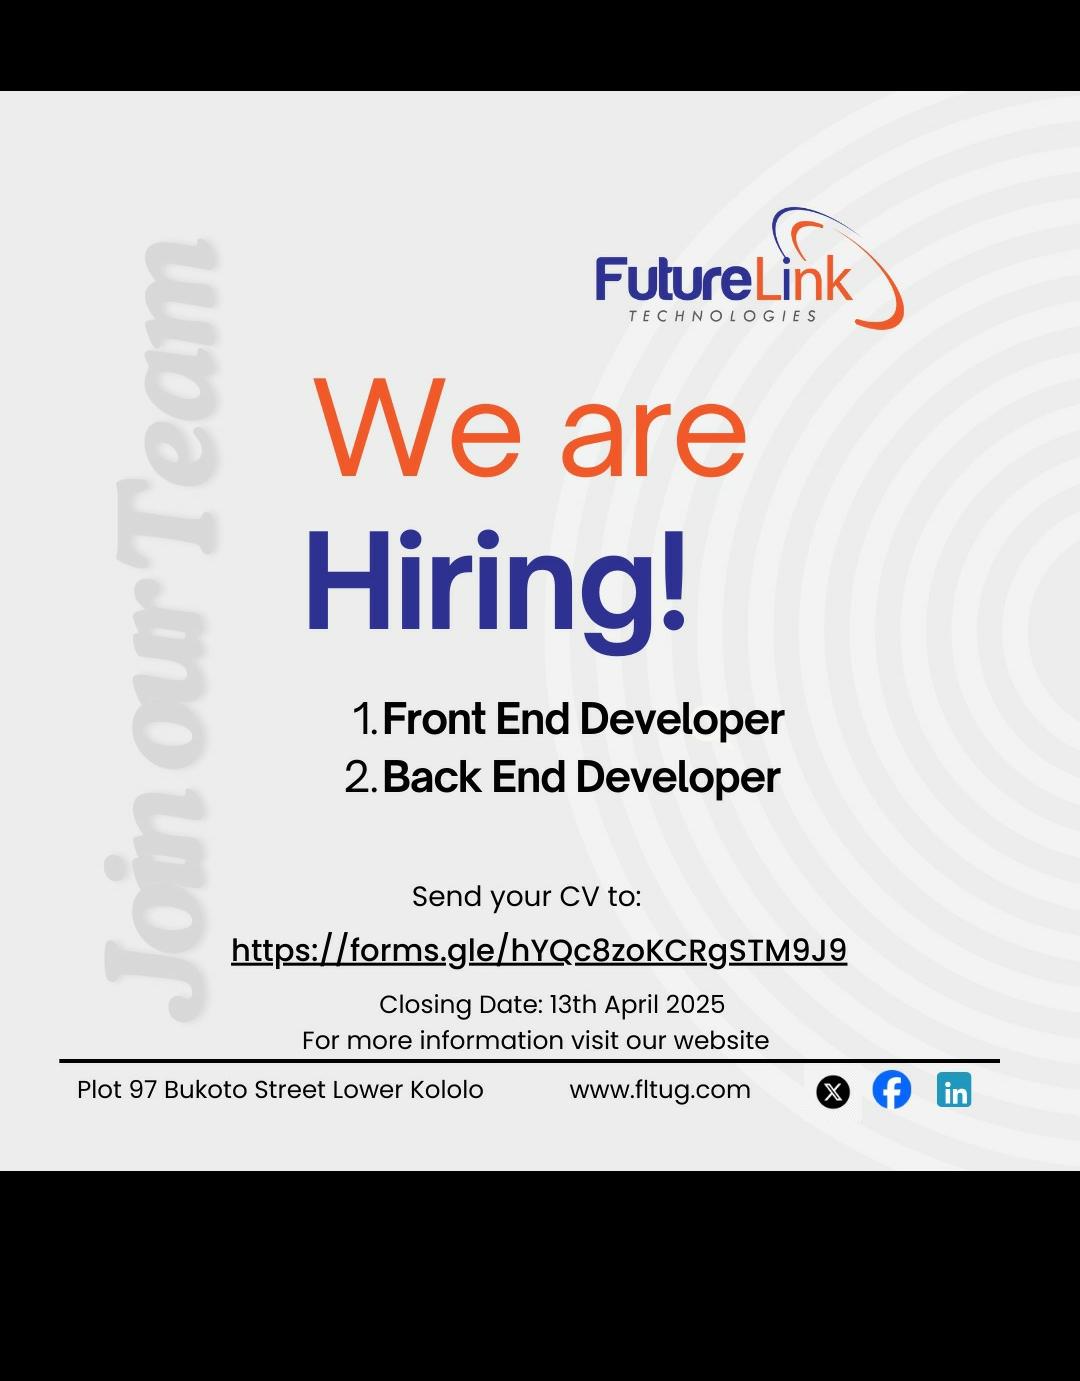 Join our Team
FutureLink
TECHNOLOGIES
We are
Hiring!
1. Front End Developer
2. Back End Developer
Send your CV to:
https://forms.gle/hYQc8zoKCRgSTM9J9
Closing Date: 13th April 2025
For more information visit our website
Plot 97 Bukoto Street Lower Kololo www.fltug.com